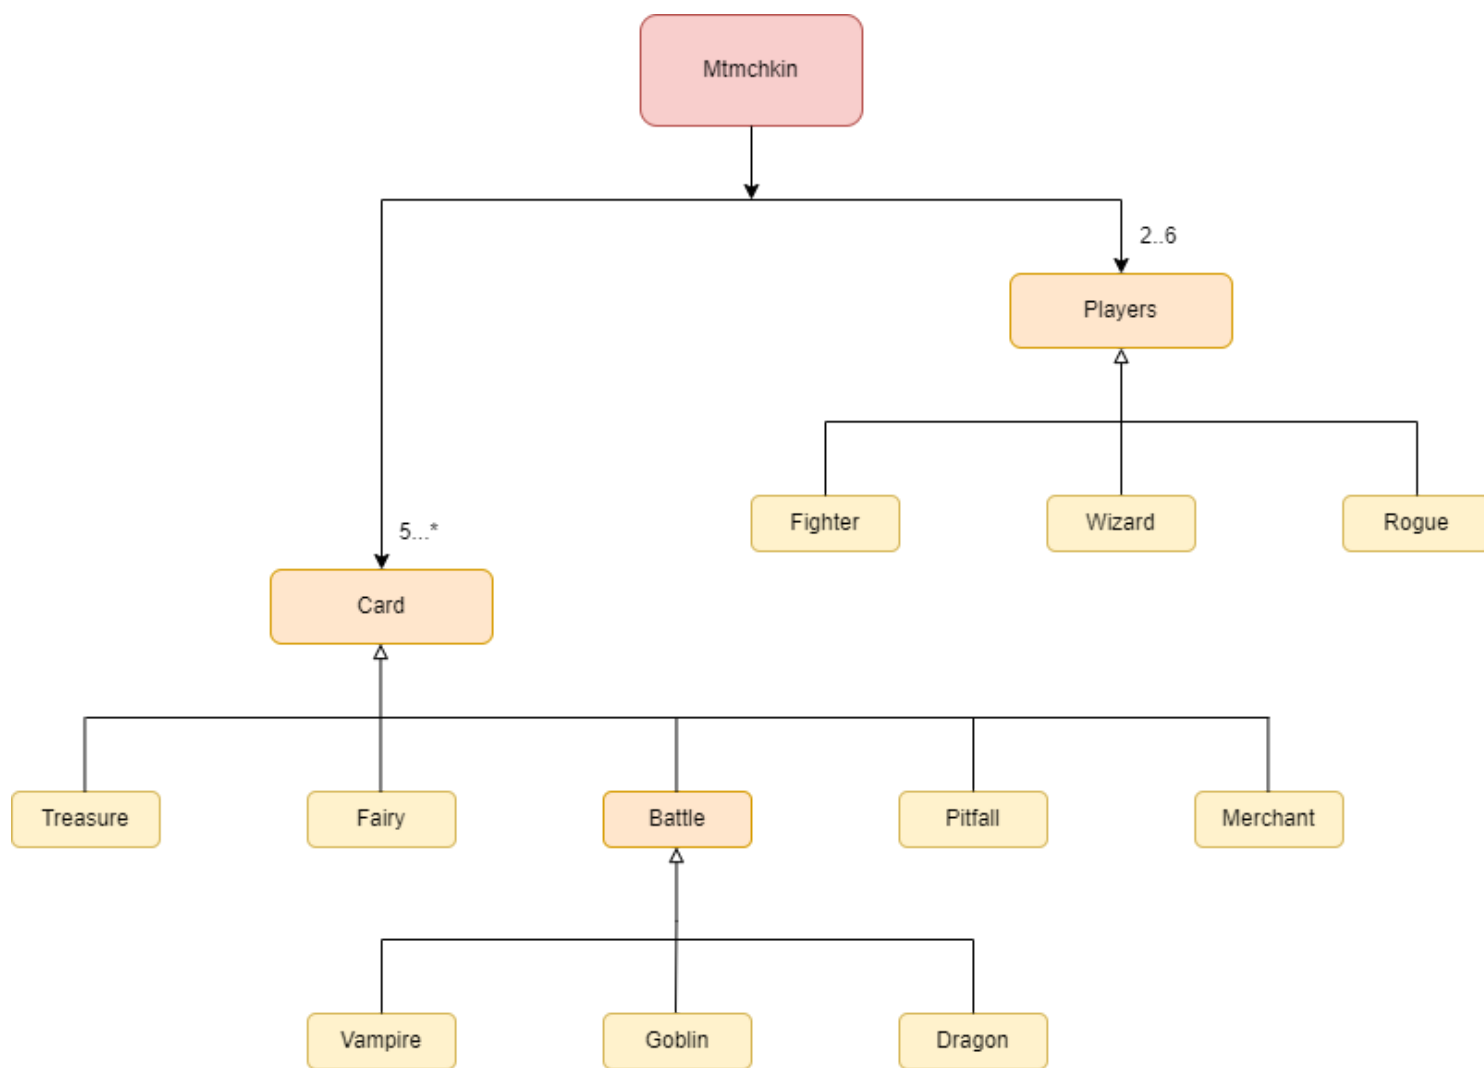 Mtmchkin
2..6
Players
Fighter
Wizard
Rogue
5...*
Card
Treasure
Fairy
Battle
Pitfall
Merchant
Vampire
Goblin
Dragon